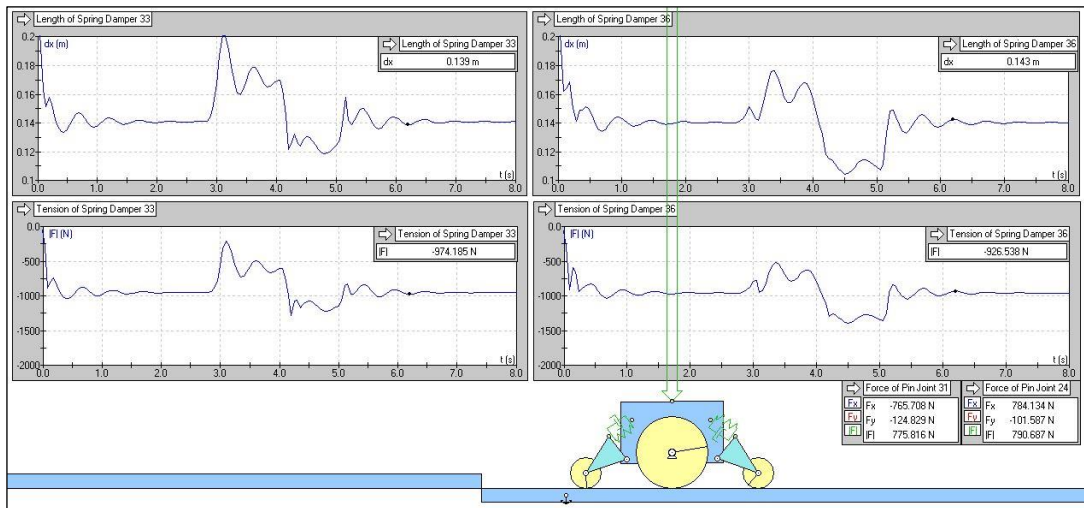 Length of Spring Damper 33
dx (m)
Length of Spring Damper 33
dx 0.139 m
0.2
0.18
0.16
0.14
0.12
0.1
0.0 1.0 2.0 3.0 4.0 5.0 6.0 7.0 8.0
t (s)
Length of Spring Damper 36
dx (m)
Length of Spring Damper 36
dx 0.143 m
0.2
0.18
0.16
0.14
0.12
0.1
0.0 1.0 2.0 3.0 4.0 5.0 6.0 7.0 8.0
t (s)
Tension of Spring Damper 33
|F| (N)
Tension of Spring Damper 33
|F| -974.185 N
0.0
-500
-1000
-1500
-2000
0.0 1.0 2.0 3.0 4.0 5.0 6.0 7.0 8.0
t (s)
Tension of Spring Damper 36
|F| (N)
Tension of Spring Damper 36
|F| -926.538 N
0.0
-500
-1000
-1500
-2000
0.0 1.0 2.0 3.0 4.0 5.0 6.0 7.0 8.0
t (s)
Force of Pin Joint 31
Fx Fx -765.708 N
Fy Fy -124.829 N
|F| |F| 775.816 N
Force of Pin Joint 24
Fx Fx 784.134 N
Fy Fy -101.587 N
|F| |F| 790.687 N